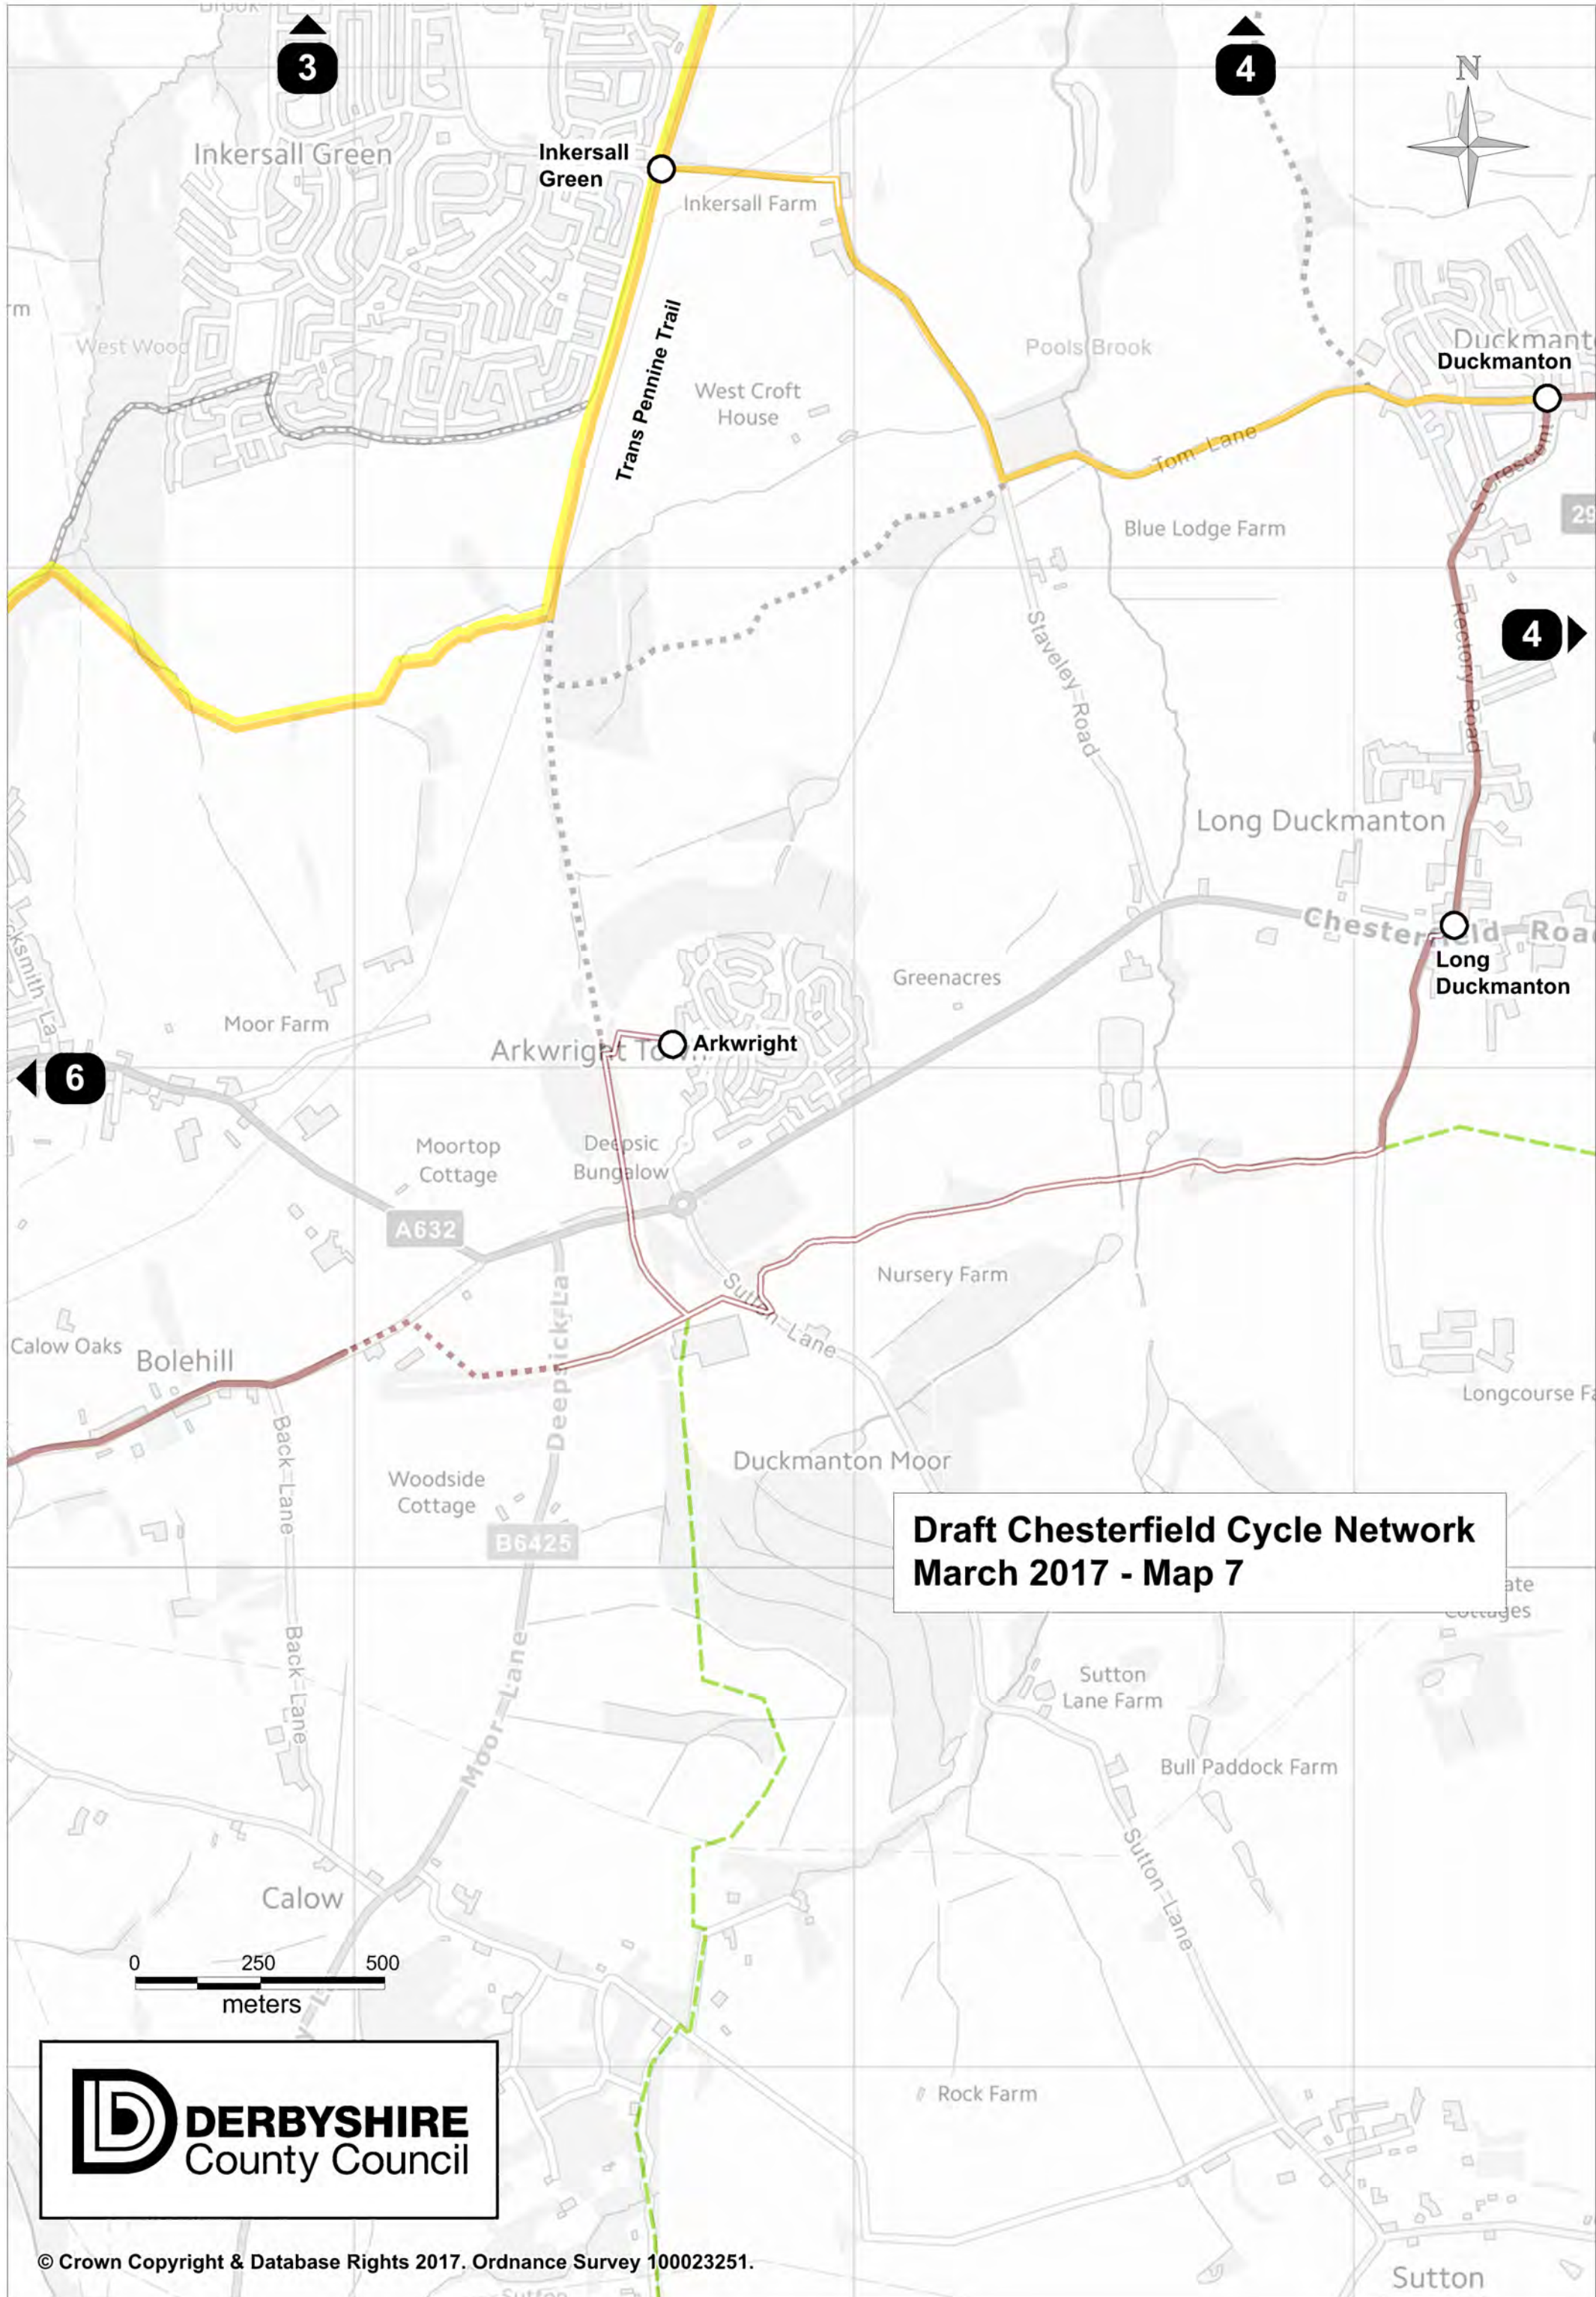 Brook
3
4
N
Inkersall Green
Inkersall
Green
Inkersall Farm
West Wood
Trans Pennine Trail
West Croft
House
Pools Brook
Duckmanton
Tom Lane
S Crescent
Blue Lodge Farm
Staveley Road
Rectory Road
4
Long Duckmanton
Chesterfield Road
Long
Duckmanton
Greenacres
Moor Farm
Arkwright Town
Arkwright
6
Moortop
Cottage
Deepsic
Bungalow
A632
Nursery Farm
Sutton Lane
Calow Oaks
Bolehill
Deepsick La
Longcourse
Back Lane
Duckmanton Moor
Woodside
Cottage
B6425
Draft Chesterfield Cycle Network
March 2017 - Map 7
Cottages
Back Lane
Moor Lane
Sutton
Lane Farm
Bull Paddock Farm
Sutton Lane
Calow
0 250 500
meters
DERBYSHIRE
County Council
Rock Farm
© Crown Copyright & Database Rights 2017. Ordnance Survey 100023251.
Sutton